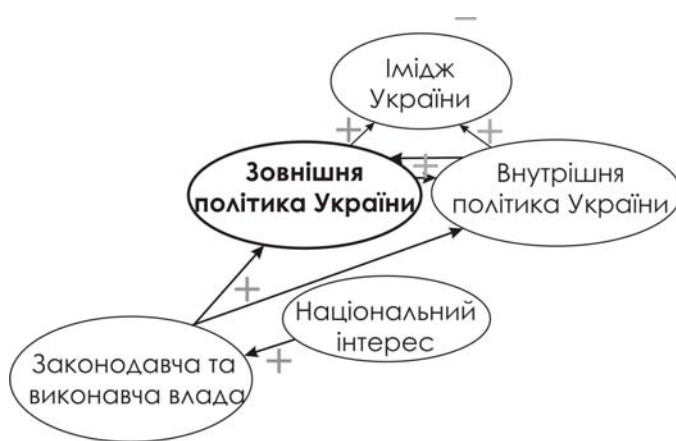 −
Імідж
України
+
+
Зовнішня
політика України
+
Внутрішня
політика України
+
Національний
інтерес
+
Законодавча та
виконавча влада